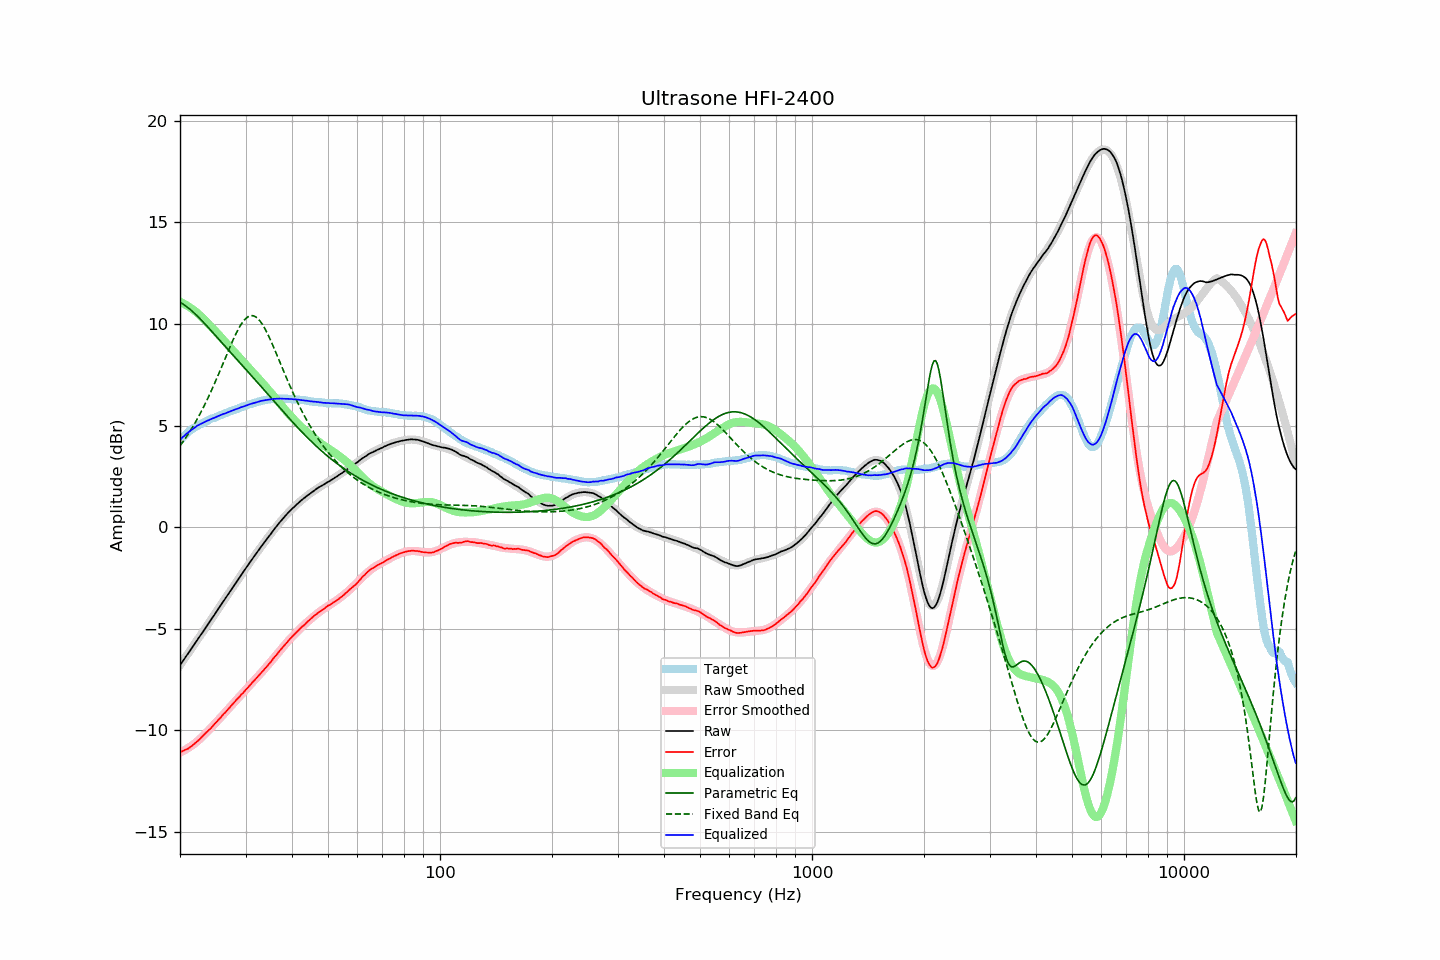 Ultrasone HFI-2400
20
15
10
5
0
−5
−10
−15
Amplitude (dBr)
Target
Raw Smoothed
Error Smoothed
Raw
Error
Equalization
Parametric Eq
Fixed Band Eq
Equalized
100
1000
10000
Frequency (Hz)